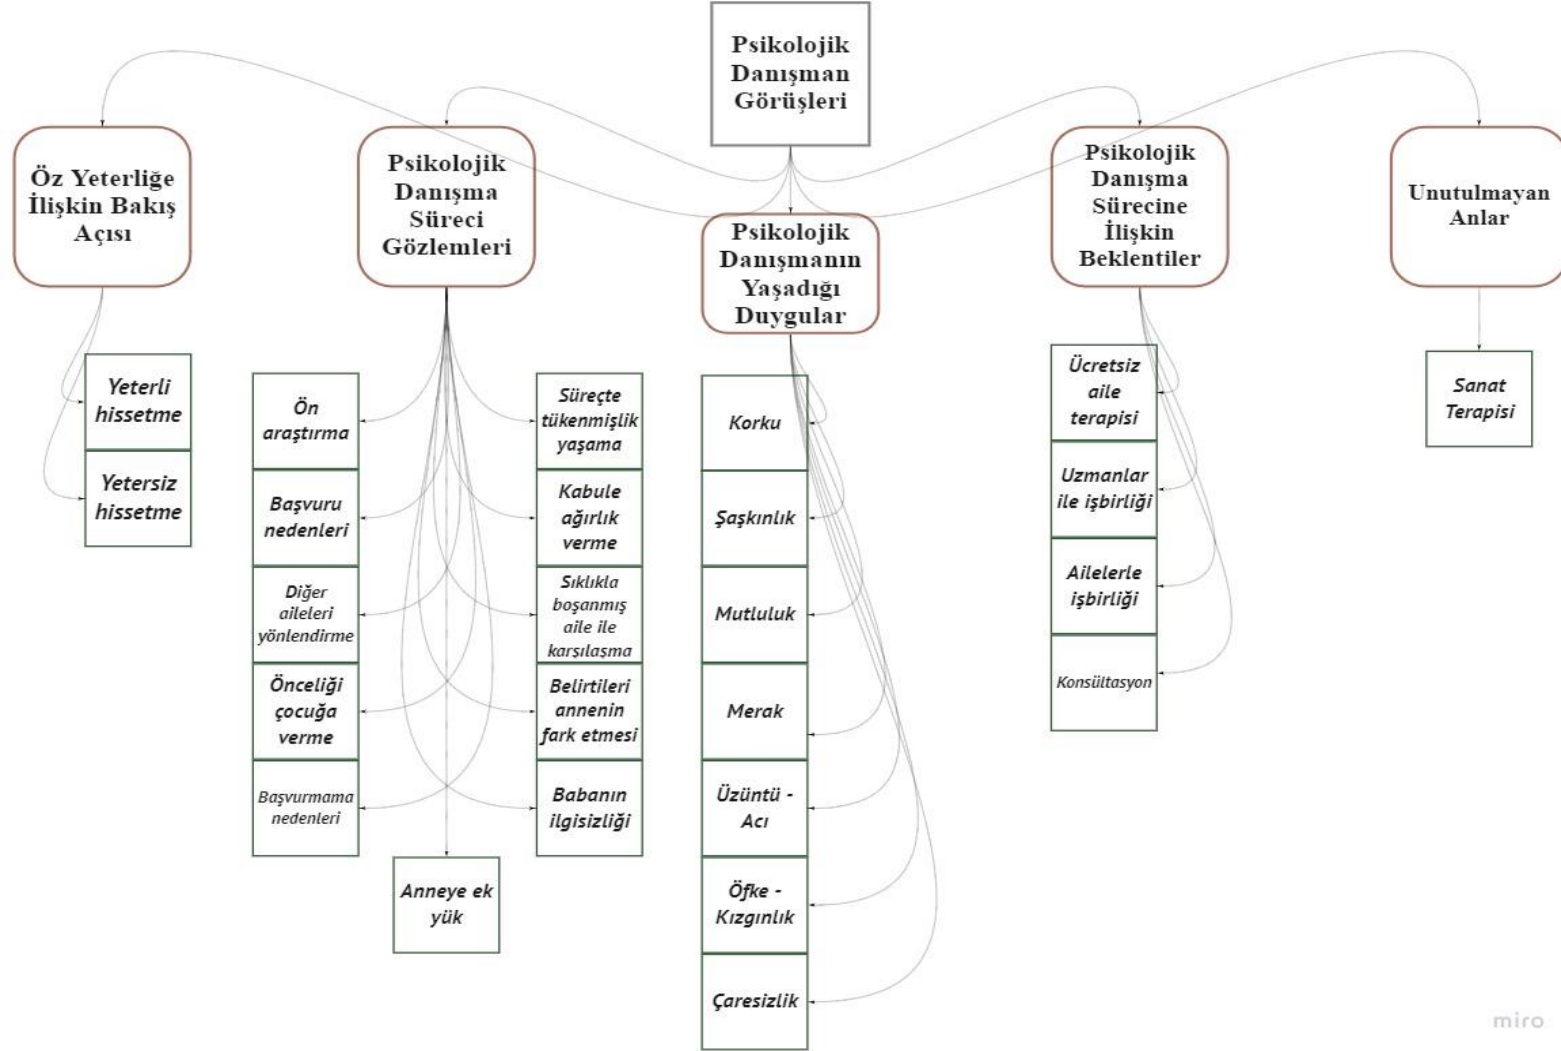 Psikolojik
Danışman
Görüşleri
Öz Yeterliğe
İlişkin Bakış
Açısı
Yeterli
hissetme
Yetersiz
hissetme
Psikolojik
Danışma
Süreci
Gözlemleri
Ön
araştırma
Başvuru
nedenleri
Diğer
aileleri
yönlendirme
Önceliği
çocuğa
verme
Başvurmama
nedenleri
Süreçte
tükenmişlik
yaşama
Kabule
ağırlık
verme
Sıklıkla
boşanmış
aile ile
karşılaşma
Belirtileri
annenin
fark etmesi
Babanın
ilgisizliği
Anneye ek
yük
Psikolojik
Danışmanın
Yaşadığı
Duygular
Korku
Şaşkınlık
Mutluluk
Merak
Üzüntü -
Acı
Öfke -
Kızgınlık
Çaresizlik
Psikolojik
Danışma
Sürecine
İlişkin
Beklentiler
Ücretsiz
aile
terapisi
Uzmanlar
ile işbirliği
Ailelerle
işbirliği
Konsültasyon
Unutulmayan
Anlar
Sanat
Terapisi
miro